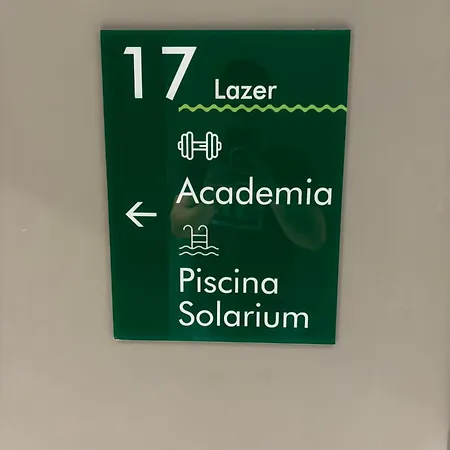 17 Lazer
Academia
←
Piscina
Solarium